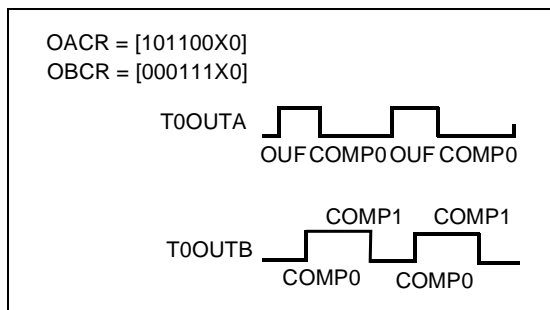 OACR = [101100X0]
OBCR = [000111X0]
T0OUTA
OUF COMP0 OUF COMP0
COMP1 COMP1
T0OUTB
COMP0 COMP0